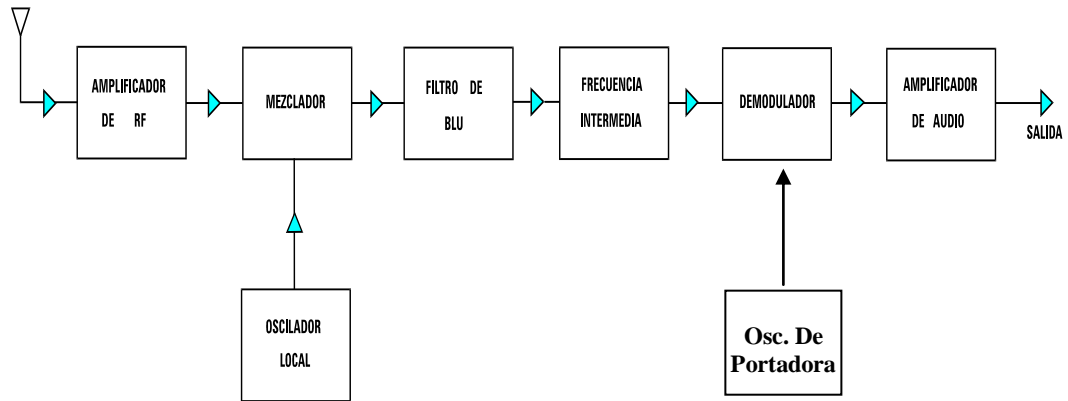 AMPLIFICADOR
DE RF
MEZCLADOR
FILTRO DE
BLU
FRECUENCIA
INTERMEDIA
DEMODULADOR
AMPLIFICADOR
DE AUDIO
SALIDA
OSCILADOR
LOCAL
Osc. De
Portadora